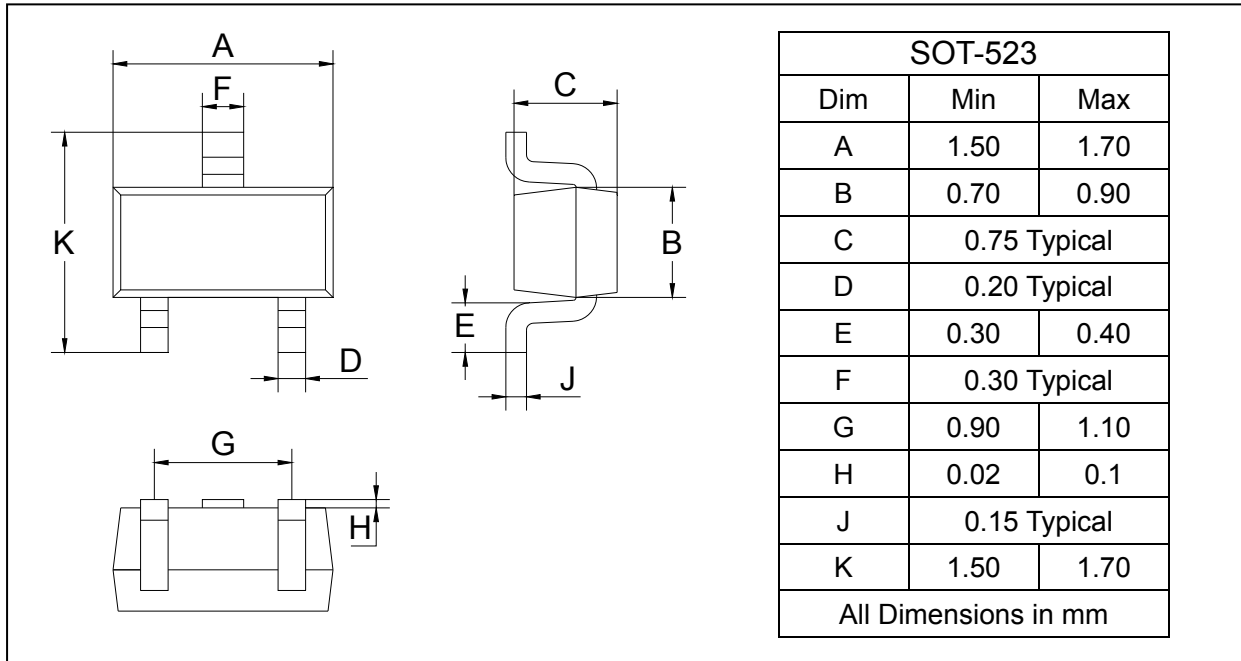 A
F
K
D
C
B
E
J
G
H
SOT-523
Dim Min Max
A 1.50 1.70
B 0.70 0.90
C 0.75 Typical
D 0.20 Typical
E 0.30 0.40
F 0.30 Typical
G 0.90 1.10
H 0.02 0.1
J 0.15 Typical
K 1.50 1.70
All Dimensions in mm